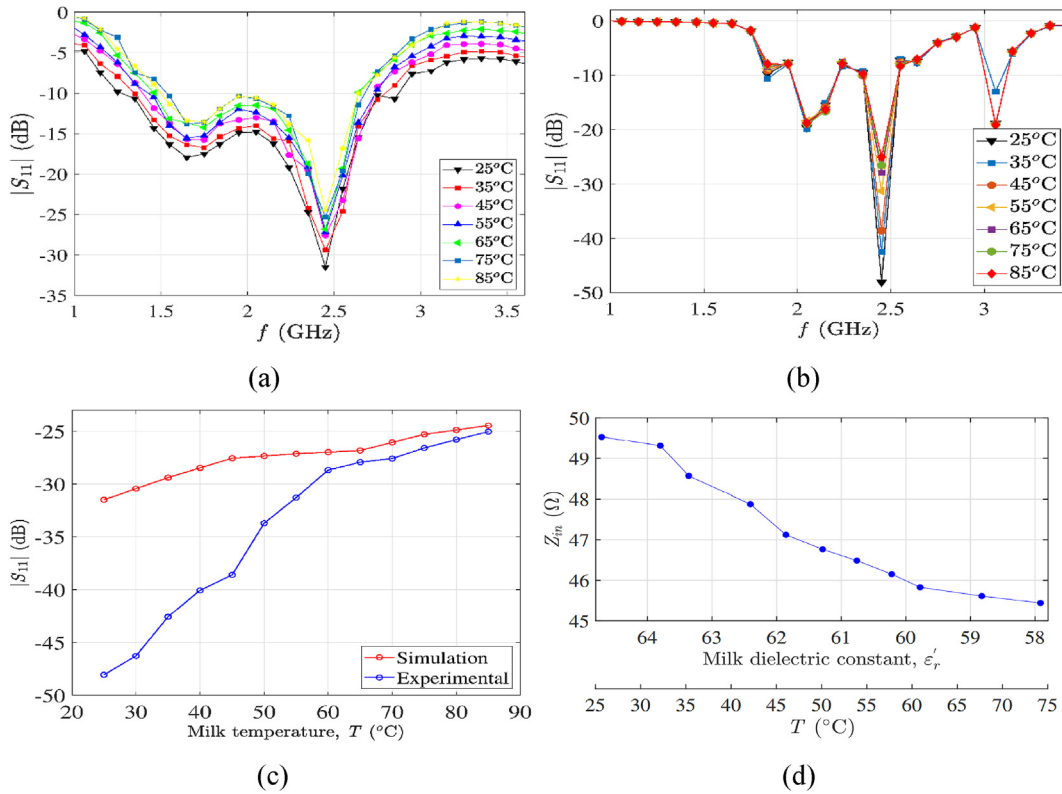 0
-5
-10
-15
-20
-25
-30
-35
|S₁₁| (dB)
25°C
35°C
45°C
55°C
65°C
75°C
85°C
1 1.5 2 2.5 3 3.5
f (GHz)
(a)
0
-10
-20
-30
-40
-50
|S₁₁| (dB)
25°C
35°C
45°C
55°C
65°C
75°C
85°C
1 2 3
f (GHz)
(b)
-25
-30
-35
-40
-45
-50
|S₁₁| (dB)
Simulation
Experimental
20 30 40 50 60 70 80 90
Milk temperature, T (°C)
(c)
50
49
48
47
46
45
Zᵢₙ (Ω)
64 63 62 61 60 59 58
Milk dielectric constant, ε′ᵣ
25 30 35 40 45 50 55 60 65 70 75
T (°C)
(d)